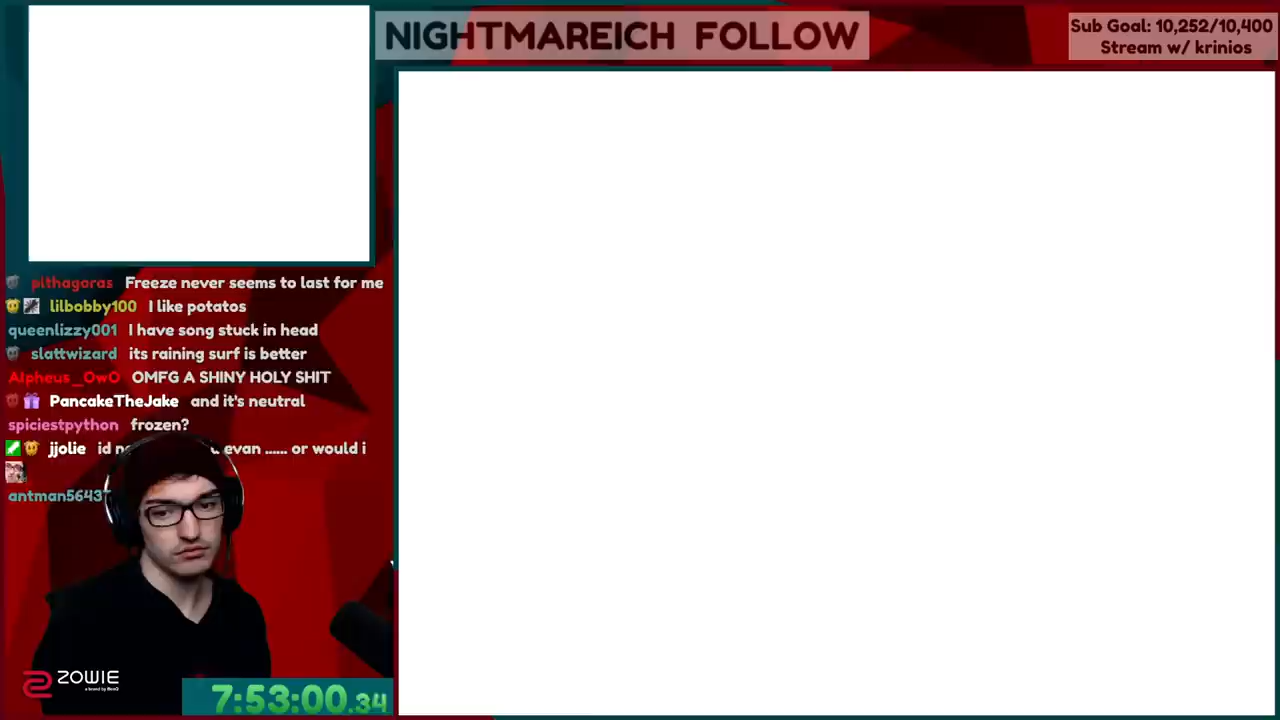 NIGHTMAREICH FOLLOW
Sub Goal: 10,252/10,400
Stream w/ krinios
pithagoras Freeze never seems to last for me
lilbobby100 I like potatos
queenlizzy001 I have song stuck in head
slattwizard its raining surf is better
Alpheus_OwO OMFG A SHINY HOLY SHIT
PancakeTheJake and it's neutral
spiciestpython frozen?
jjolie id evan ...... or would i
antman5643
ZOWIE
7:53:00.34